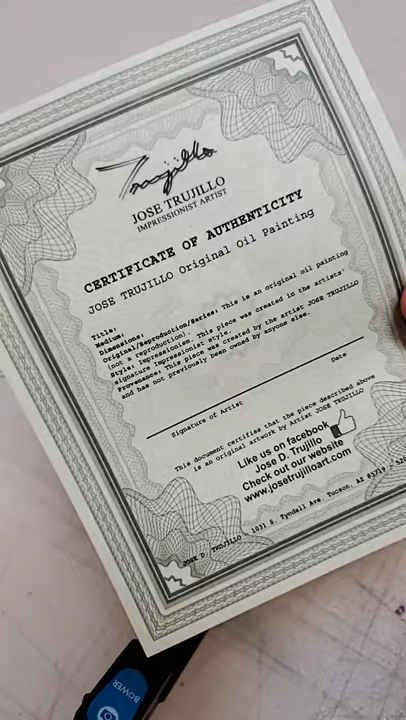 Trujillo
JOSE TRUJILLO
IMPRESSIONIST ARTIST
CERTIFICATE OF AUTHENTICITY
JOSE TRUJILLO Original Oil Painting
Title:
Medium:
Dimensions:
Original/Reproduction/Series: This is an original oil painting
(not a reproduction).
Style: Impressionism. This piece was created in the artists'
signature impressionist style.
Provenance: This piece was created by the artist JOSE TRUJILLO
and has not previously been owned by anyone else.
Signature of Artist
Date
This document certifies that the piece described above
is an original artwork by Artist JOSE TRUJILLO
Like us on facebook
Jose D. Trujillo
Check out our website
www.josetrujilloart.com
JOSE D. TRUJILLO 1031 S. Tyndall Ave. Tucson, AZ 85719
BOWER